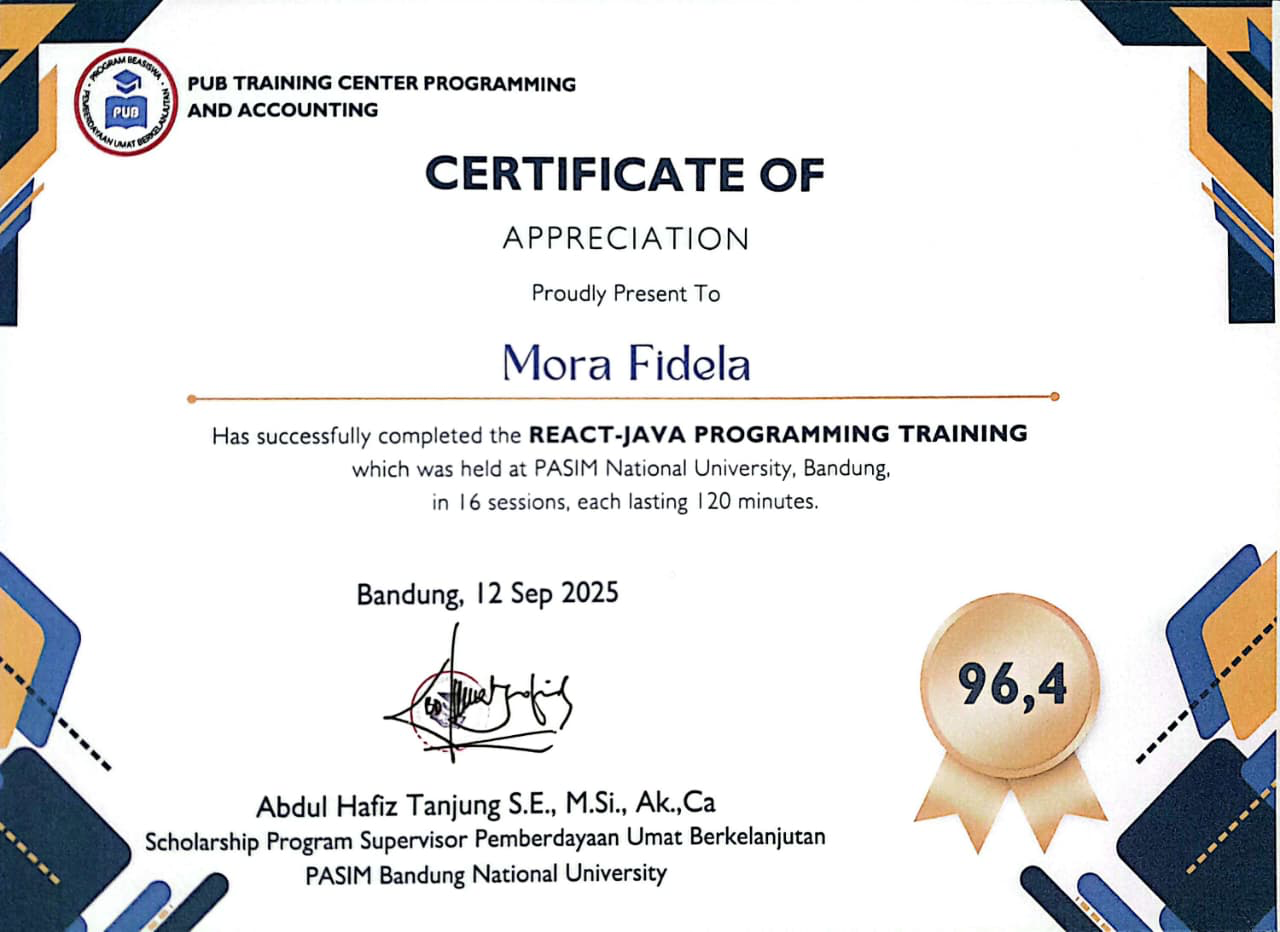 PROGRAM BEASISWA
PEMBERDAYAAN UMAT BERKELANJUTAN
PUB
PUB TRAINING CENTER PROGRAMMING
AND ACCOUNTING
CERTIFICATE OF
APPRECIATION
Proudly Present To
Mora Fidela
Has successfully completed the REACT-JAVA PROGRAMMING TRAINING
which was held at PASIM National University, Bandung,
in 16 sessions, each lasting 120 minutes.
Bandung, 12 Sep 2025
96,4
Abdul Hafiz Tanjung S.E., M.Si., Ak.,Ca
Scholarship Program Supervisor Pemberdayaan Umat Berkelanjutan
PASIM Bandung National University